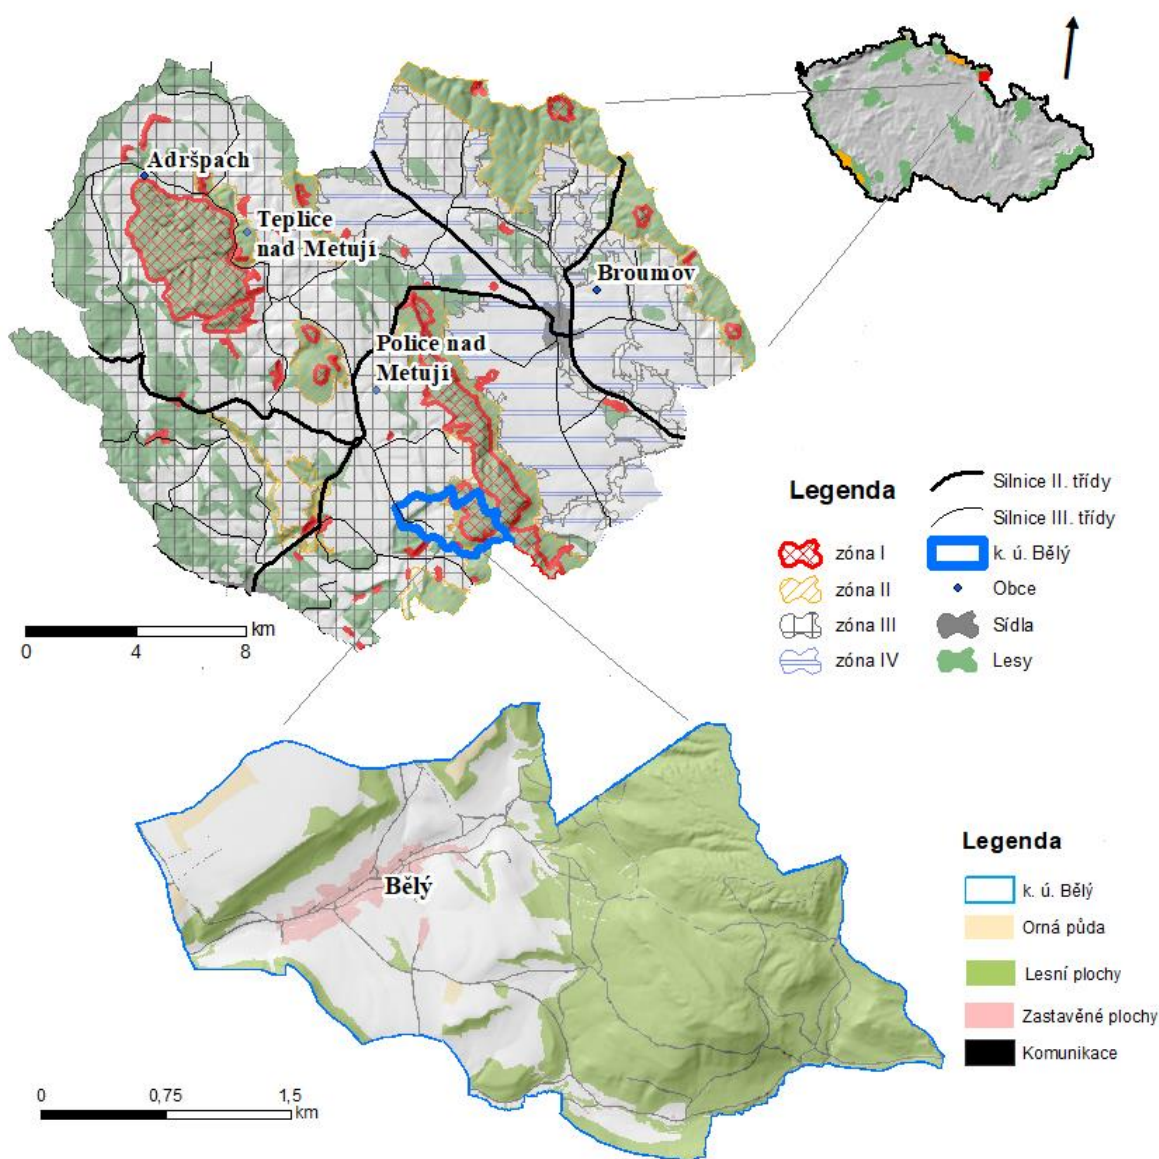 Adršpach
Teplice
nad Metují
Broumov
Police nad
Metují
km
0 4 8
Legenda
zóna I
zóna II
zóna III
zóna IV
Silnice II. třídy
Silnice III. třídy
k. ú. Bělý
Obce
Sídla
Lesy
Bělý
0 0,75 1,5
km
Legenda
k. ú. Bělý
Orná půda
Lesní plochy
Zastavěné plochy
Komunikace